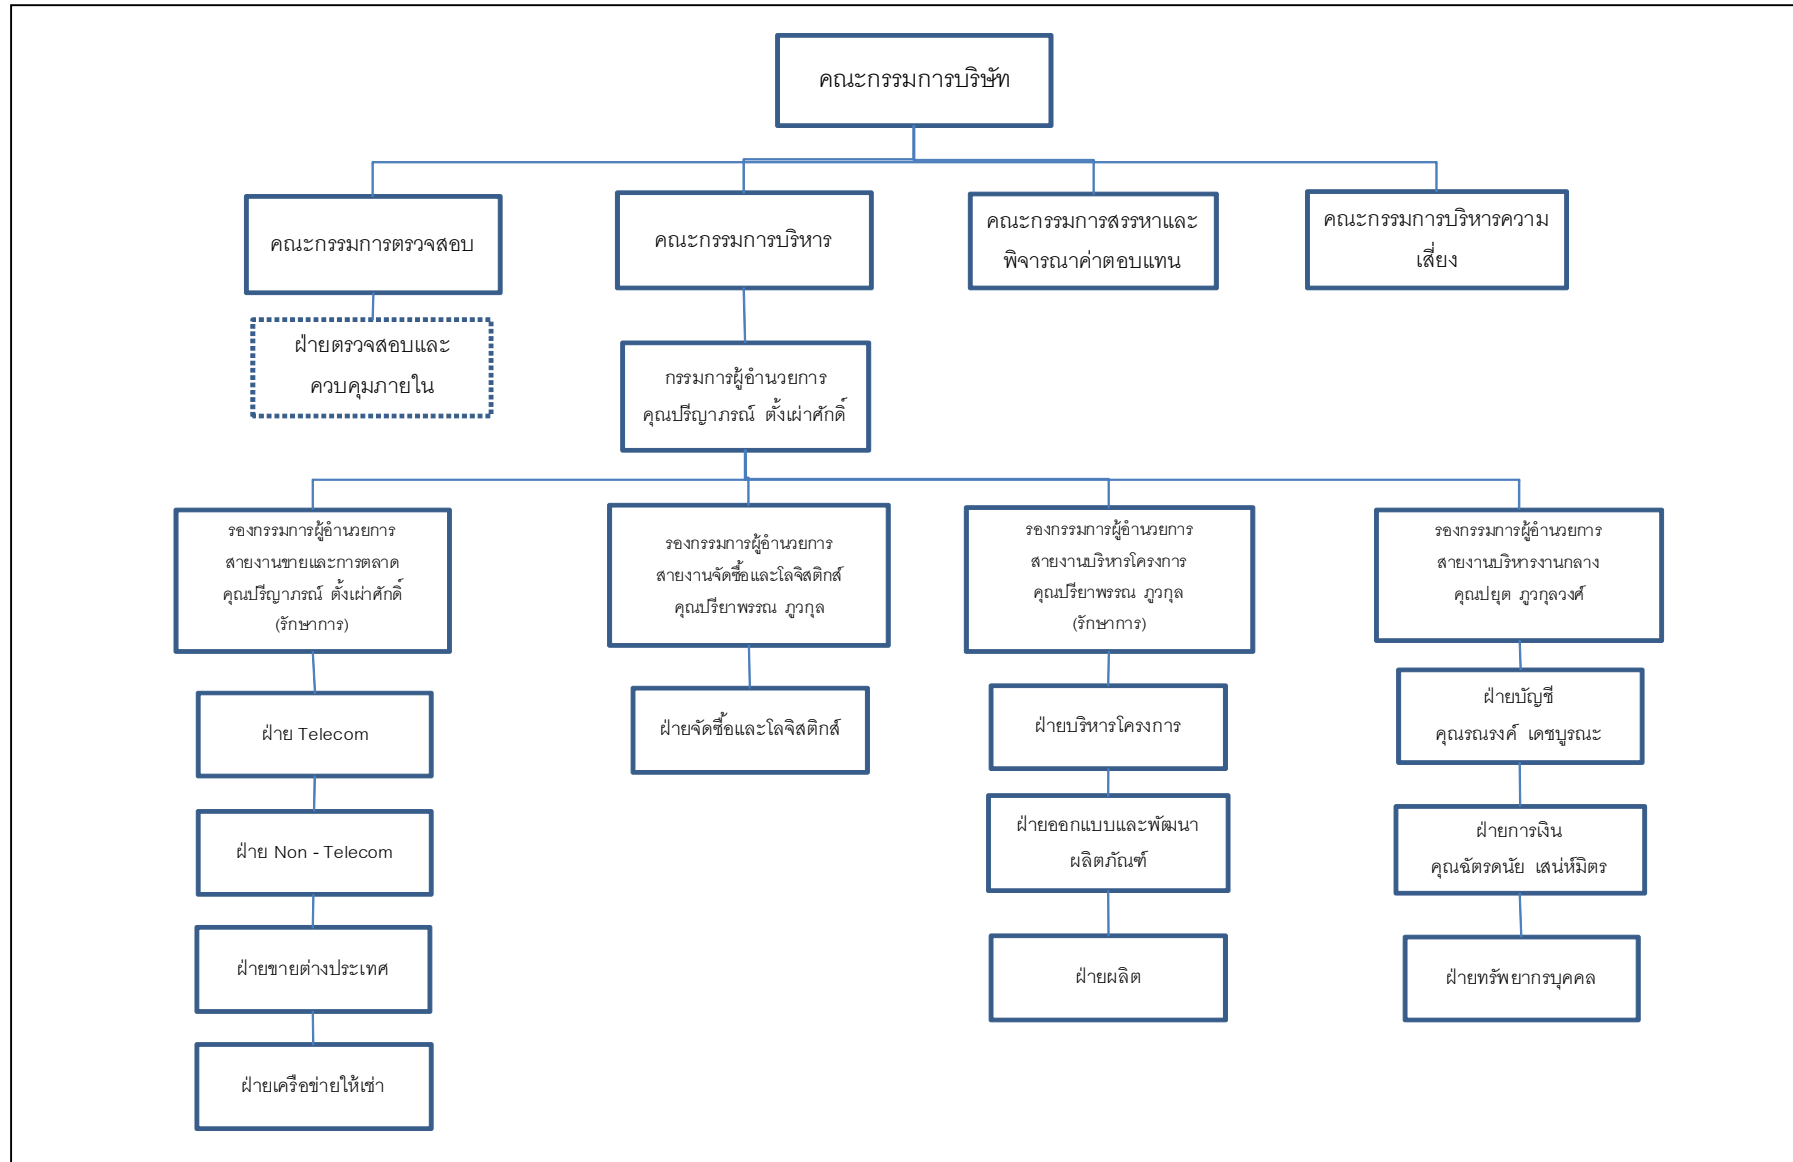 คณะกรรมการบริษัท
คณะกรรมการตรวจสอบ
คณะกรรมการบริหาร
คณะกรรมการสรรหาและ
พิจารณาค่าตอบแทน
คณะกรรมการบริหารความ
เสี่ยง
ฝ่ายตรวจสอบและ
ควบคุมภายใน
กรรมการผู้อำนวยการ
คุณปรีญาภรณ์ ตั้งเผ่าศักดิ์
รองกรรมการผู้อำนวยการ
สายงานขายและการตลาด
คุณปรีญาภรณ์ ตั้งเผ่าศักดิ์
(รักษาการ)
รองกรรมการผู้อำนวยการ
สายงานจัดซื้อและโลจิสติกส์
คุณปรียาพรรณ ภูวกุล
รองกรรมการผู้อำนวยการ
สายงานบริหารโครงการ
คุณปรียาพรรณ ภูวกุล
(รักษาการ)
รองกรรมการผู้อำนวยการ
สายงานบริหารงานกลาง
คุณปยุต ภูวกุลวงศ์
ฝ่าย Telecom
ฝ่าย Non - Telecom
ฝ่ายขายต่างประเทศ
ฝ่ายเครือข่ายให้เช่า
ฝ่ายจัดซื้อและโลจิสติกส์
ฝ่ายบริหารโครงการ
ฝ่ายออกแบบและพัฒนา
ผลิตภัณฑ์
ฝ่ายผลิต
ฝ่ายบัญชี
คุณรณรงค์ เดชบูรณะ
ฝ่ายการเงิน
คุณฉัตรดนัย เสน่ห์มิตร
ฝ่ายทรัพยากรบุคคล